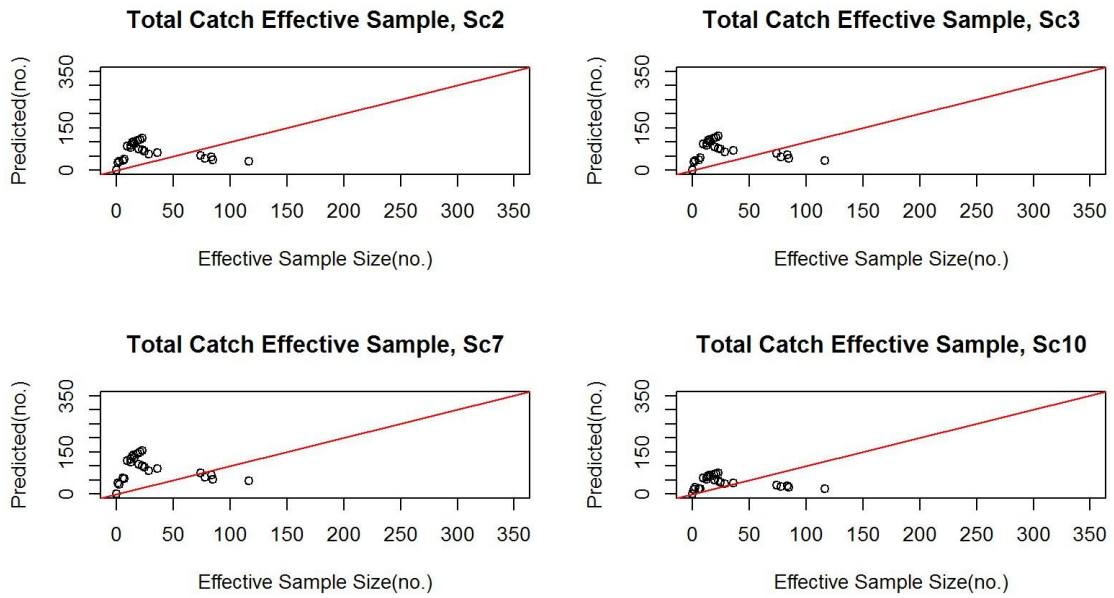 Total Catch Effective Sample, Sc2
Predicted(no.)
350
150
0
0 50 100 150 200 250 300 350
Effective Sample Size(no.)
Total Catch Effective Sample, Sc3
Predicted(no.)
350
150
0
0 50 100 150 200 250 300 350
Effective Sample Size(no.)
Total Catch Effective Sample, Sc7
Predicted(no.)
350
150
0
0 50 100 150 200 250 300 350
Effective Sample Size(no.)
Total Catch Effective Sample, Sc10
Predicted(no.)
350
150
0
0 50 100 150 200 250 300 350
Effective Sample Size(no.)